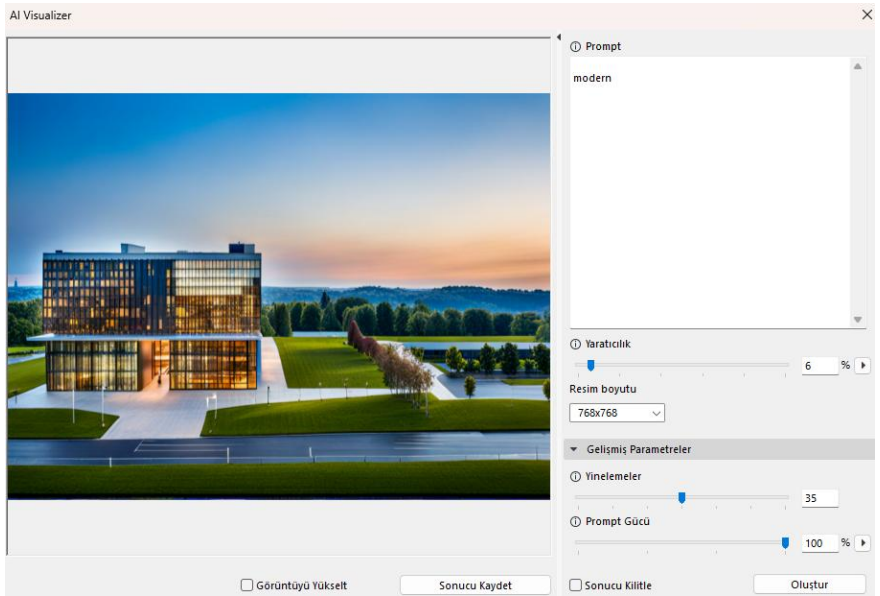 AI Visualizer
Prompt
modern
Yaratıcılık
6 %
Resim boyutu
768x768
Gelişmiş Parametreler
Yinelemeler
35
Prompt Gücü
100 %
Görüntüyü Yükselt
Sonucu Kaydet
Sonucu Kilitle
Oluştur